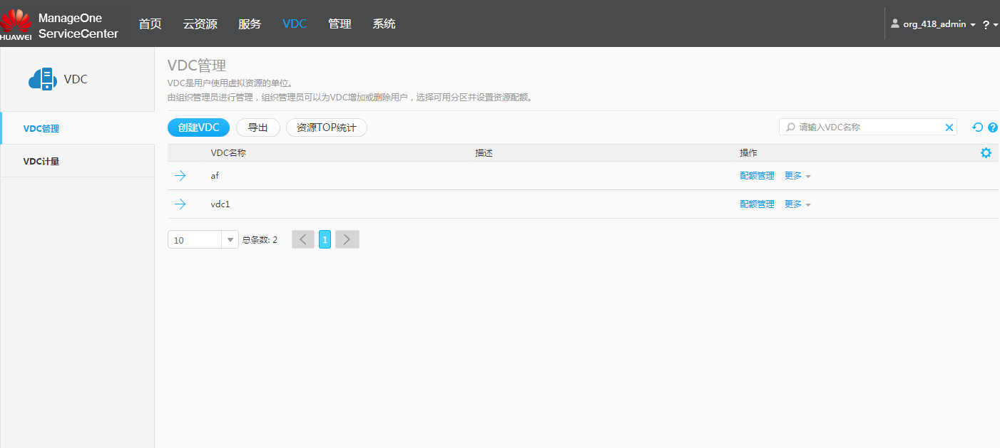 HUAWEI ManageOne ServiceCenter 首页 云资源 服务 VDC 管理 系统 org_418_admin ?
VDC
VDC管理
VDC计量
VDC管理
VDC是用户使用虚拟资源的单位。
由组织管理员进行管理，组织管理员可以为VDC增加或删除用户，选择可用分区并设置资源配额。
创建VDC 导出 资源TOP统计 请输入VDC名称 ?
VDC名称 描述 操作
af 配额管理 更多
vdc1 配额管理 更多
10 总条数: 2 1